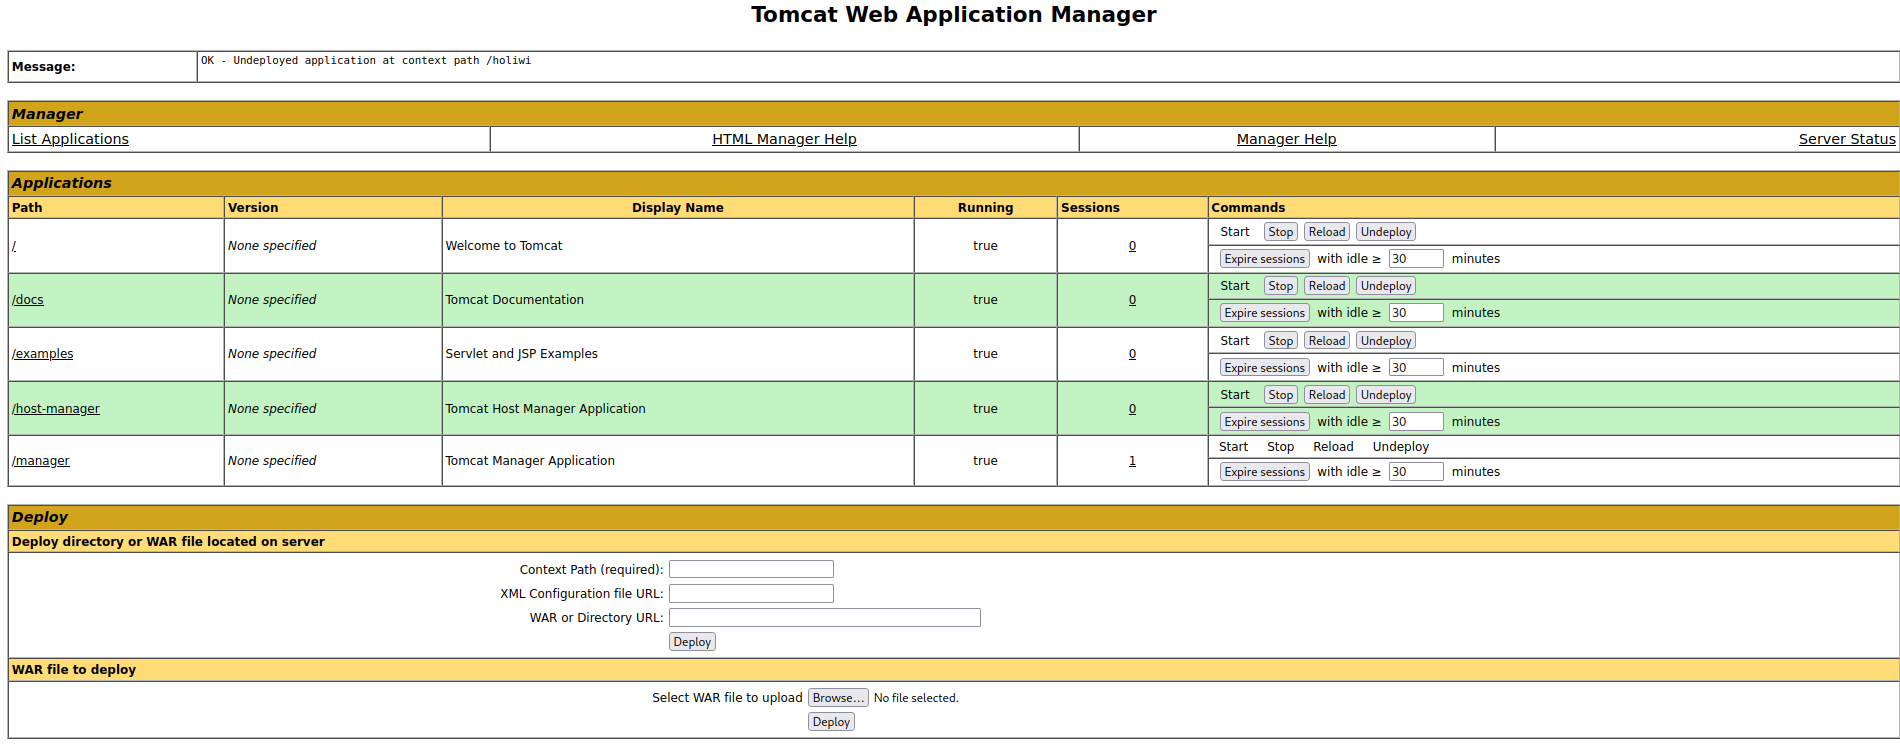 Tomcat Web Application Manager
Message: OK - Undeployed application at context path /holiwi
Manager
List Applications HTML Manager Help Manager Help Server Status
Applications
Path Version Display Name Running Sessions Commands
/ None specified Welcome to Tomcat true 0 Start Stop Reload Undeploy
Expire sessions with idle ≥ 30 minutes
/docs None specified Tomcat Documentation true 0 Start Stop Reload Undeploy
Expire sessions with idle ≥ 30 minutes
/examples None specified Servlet and JSP Examples true 0 Start Stop Reload Undeploy
Expire sessions with idle ≥ 30 minutes
/host-manager None specified Tomcat Host Manager Application true 0 Start Stop Reload Undeploy
Expire sessions with idle ≥ 30 minutes
/manager None specified Tomcat Manager Application true 1 Start Stop Reload Undeploy
Expire sessions with idle ≥ 30 minutes
Deploy
Deploy directory or WAR file located on server
Context Path (required):
XML Configuration file URL:
WAR or Directory URL:
Deploy
WAR file to deploy
Select WAR file to upload Browse... No file selected.
Deploy